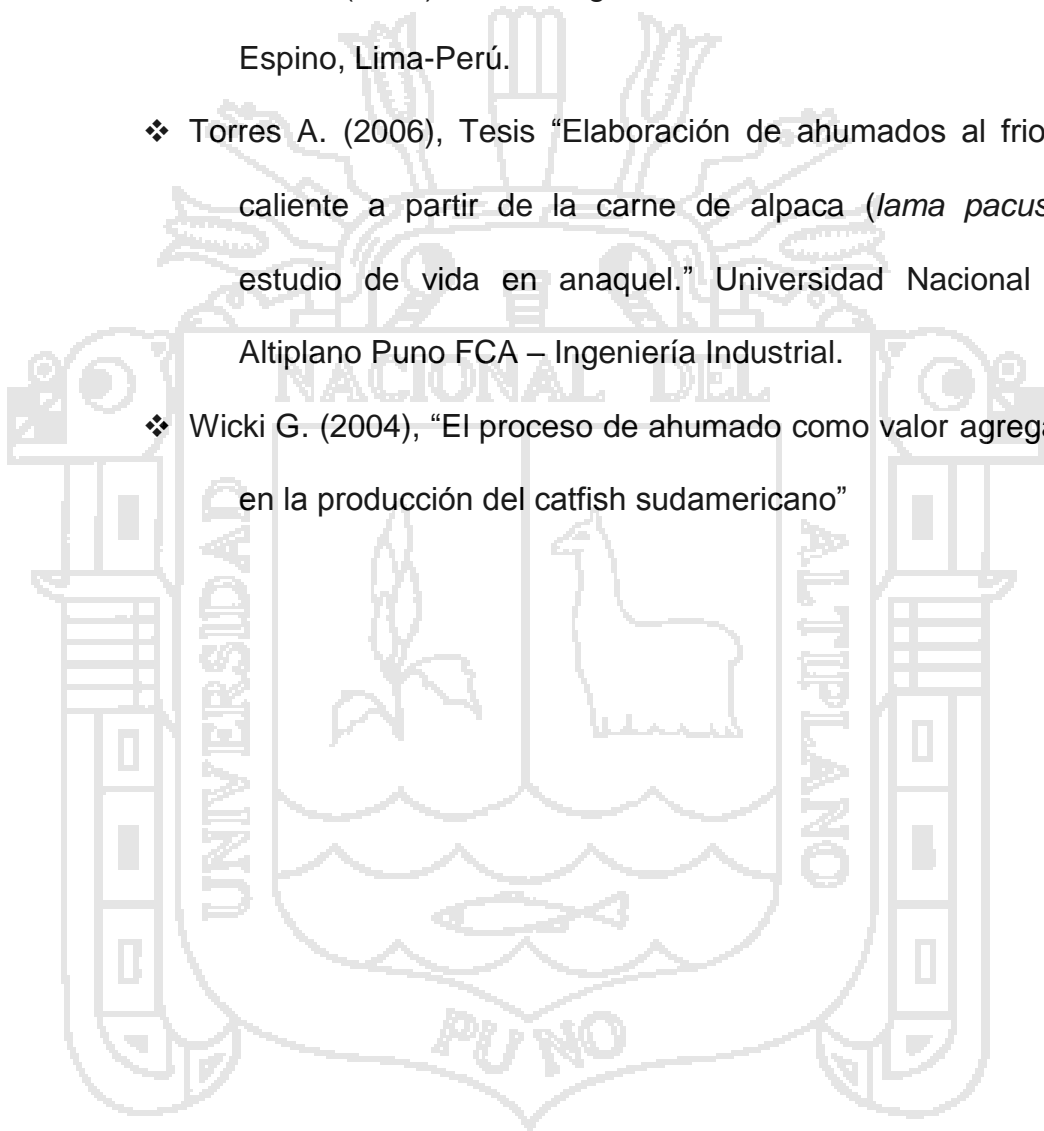 Espino, Lima-Perú.
❖ Torres A. (2006), Tesis “Elaboración de ahumados al frio
caliente a partir de la carne de alpaca (lama pacus
estudio de vida en anaquel.” Universidad Nacional
Altiplano Puno FCA – Ingeniería Industrial.
❖ Wicki G. (2004), “El proceso de ahumado como valor
en la producción del catfish sudamericano”
NACIONAL DEL
UNIVERSIDAD
ALTIPLANO
PUNO